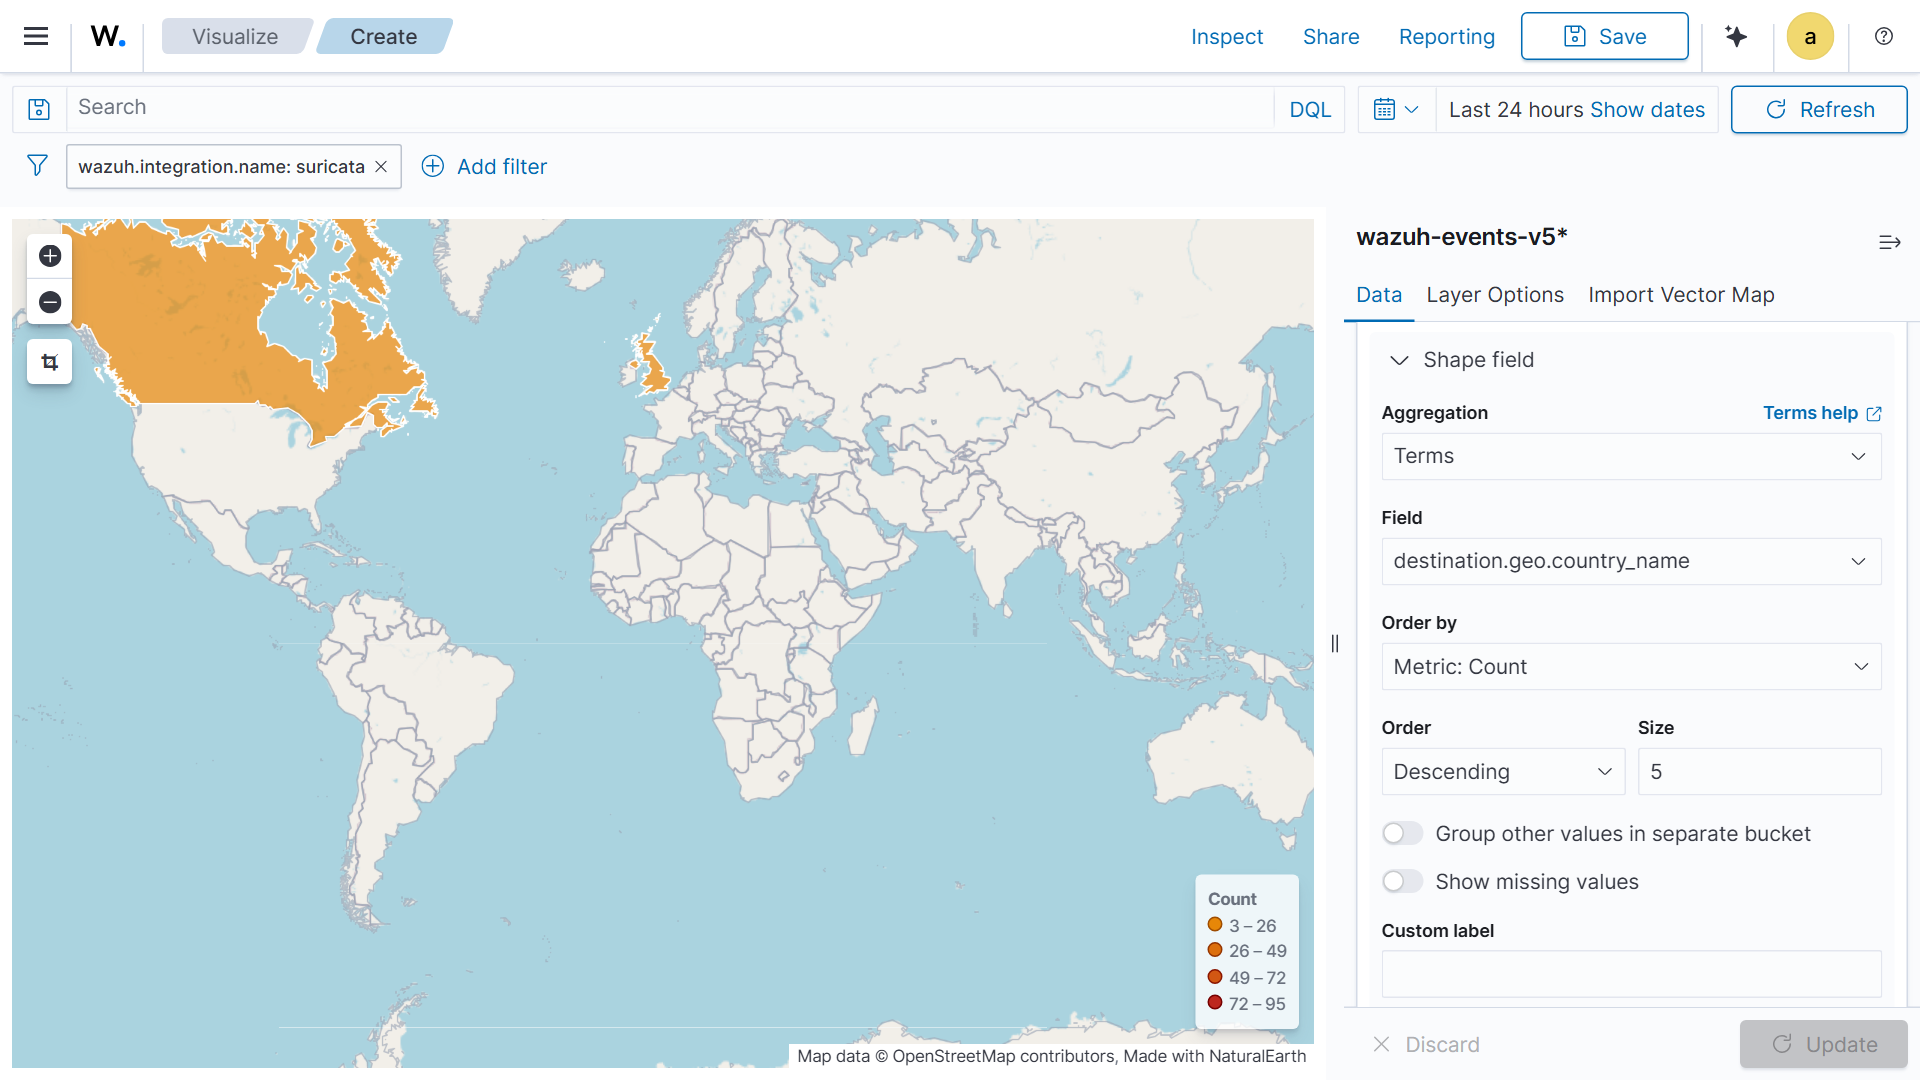 W.
Visualize
Create
Inspect
Share
Reporting
Save
a
Search
DQL
Last 24 hours Show dates
Refresh
wazuh.integration.name: suricata
Add filter
Count
3 – 26
26 – 49
49 – 72
72 – 95
Map data © OpenStreetMap contributors, Made with NaturalEarth
wazuh-events-v5*
Data
Layer Options
Import Vector Map
Shape field
Aggregation
Terms help
Terms
Field
destination.geo.country_name
Order by
Metric: Count
Order
Size
Descending
5
Group other values in separate bucket
Show missing values
Custom label
Discard
Update